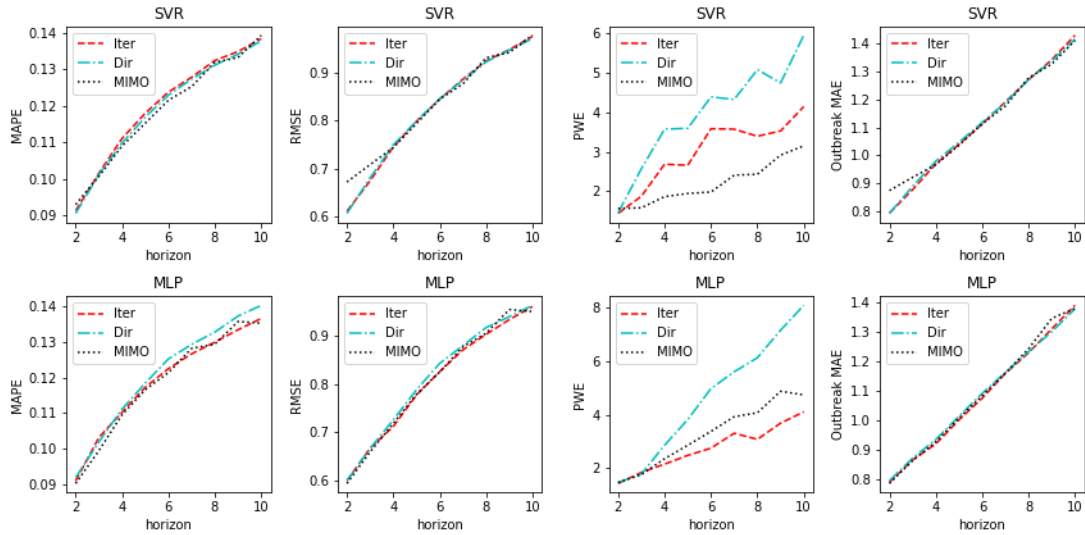 SVR
MAPE
0.14
0.13
0.12
0.11
0.10
0.09
Iter
Dir
MIMO
2 4 6 8 10
horizon
SVR
RMSE
0.9
0.8
0.7
0.6
Iter
Dir
MIMO
2 4 6 8 10
horizon
SVR
PWE
6
5
4
3
2
Iter
Dir
MIMO
2 4 6 8 10
horizon
SVR
Outbreak MAE
1.4
1.3
1.2
1.1
1.0
0.9
0.8
Iter
Dir
MIMO
2 4 6 8 10
horizon
MLP
MAPE
0.14
0.13
0.12
0.11
0.10
0.09
Iter
Dir
MIMO
2 4 6 8 10
horizon
MLP
RMSE
0.9
0.8
0.7
0.6
Iter
Dir
MIMO
2 4 6 8 10
horizon
MLP
PWE
8
6
4
2
Iter
Dir
MIMO
2 4 6 8 10
horizon
MLP
Outbreak MAE
1.4
1.3
1.2
1.1
1.0
0.9
0.8
Iter
Dir
MIMO
2 4 6 8 10
horizon